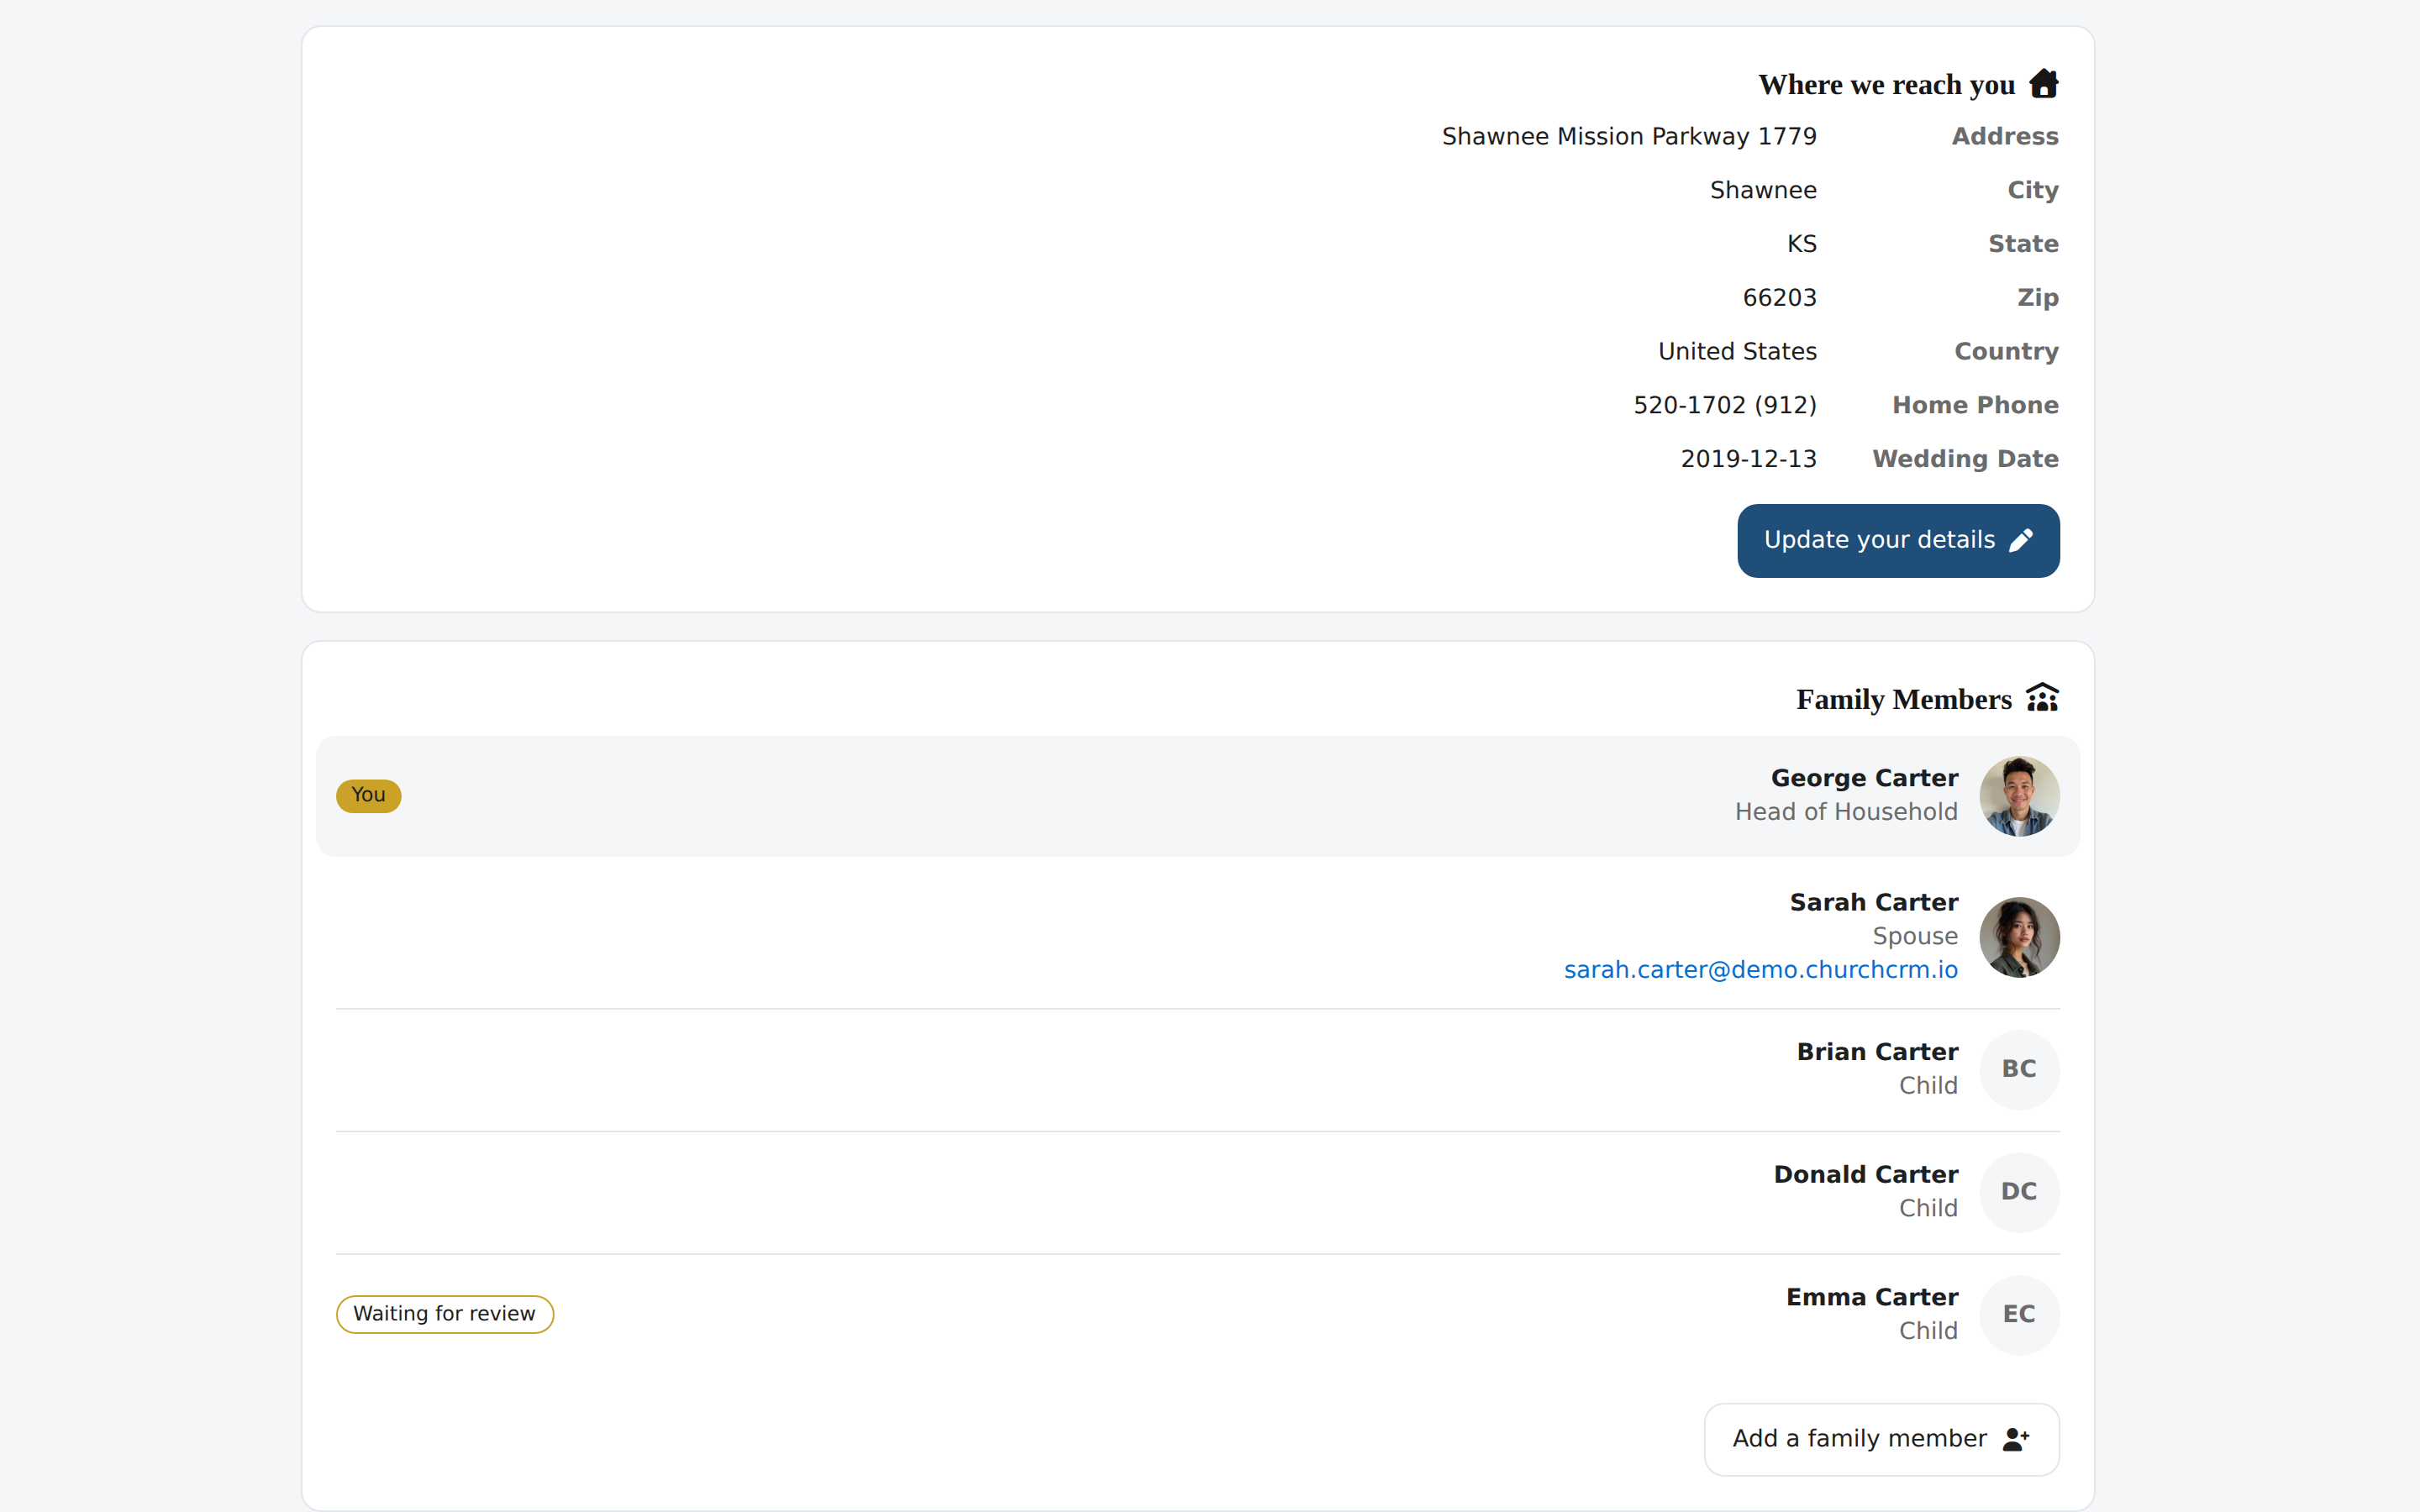 Where we reach you
Address Shawnee Mission Parkway 1779
City Shawnee
State KS
Zip 66203
Country United States
Home Phone 520-1702 (912)
Wedding Date 2019-12-13
Update your details
Family Members
George Carter
Head of Household
You
Sarah Carter
Spouse
sarah.carter@demo.churchcrm.io
BC
Brian Carter
Child
DC
Donald Carter
Child
EC
Emma Carter
Child
Waiting for review
Add a family member